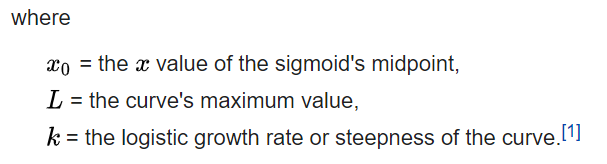 where
x₀ = the x value of the sigmoid's midpoint,
L = the curve's maximum value,
k = the logistic growth rate or steepness of the curve.[1]